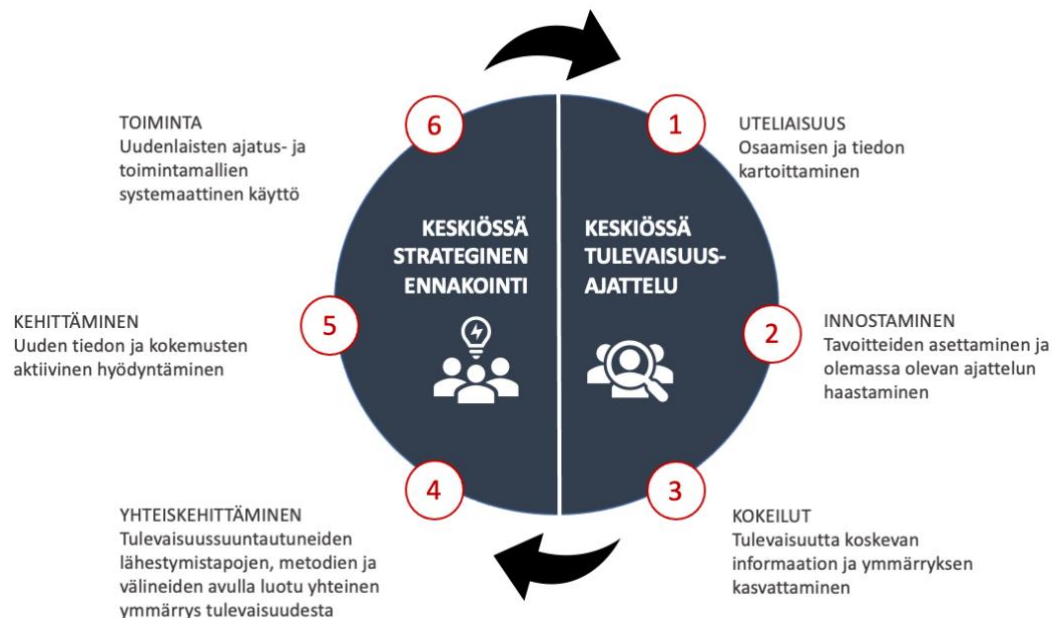 6
TOIMINTA
Uudenlaisten ajatus- ja
toimintamallien
systemaattinen käyttö
1
UTELIAISUUS
Osaamisen ja tiedon
kartoittaminen
KESKIÖSSÄ
STRATEGINEN
ENNAKOINTI
KESKIÖSSÄ
TULEVAISUUS-
AJATTELU
5
KEHITTÄMINEN
Uuden tiedon ja kokemusten
aktiivinen hyödyntäminen
2
INNOSTAMINEN
Tavoitteiden asettaminen ja
olemassa olevan ajattelun
haastaminen
4
YHTEISKEHITTÄMINEN
Tulevaisuussuuntautuneiden
lähestymistapojen, metodien ja
välineiden avulla luotu yhteinen
ymmärrys tulevaisuudesta
3
KOKEILUT
Tulevaisuutta koskevan
informaation ja ymmärryksen
kasvattaminen